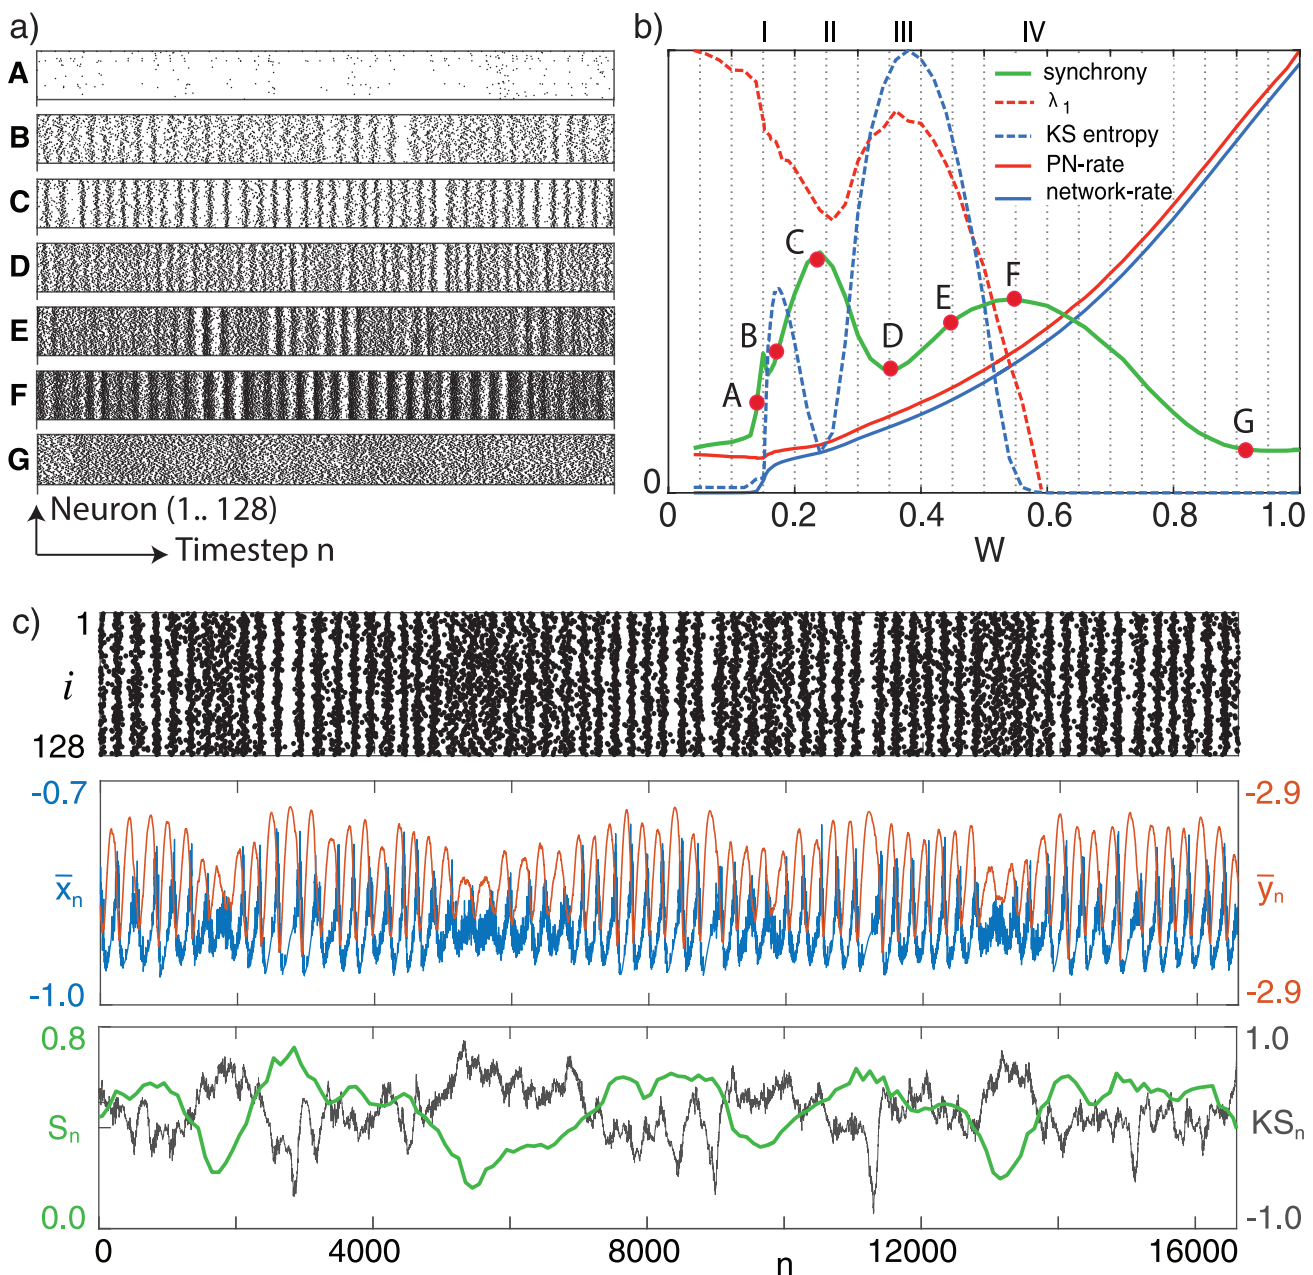 a)
A
B
C
D
E
F
G
Neuron (1.. 128)
Timestep n
b)
I II III IV
synchrony
λ1
KS entropy
PN-rate
network-rate
A
B
C
D
E
F
G
0
0 0.2 0.4 0.6 0.8 1.0
W
c)
1
i
128
-0.7 -2.9
x̄n ȳn
-1.0 -2.9
0.8 1.0
Sn KSn
0.0 -1.0
0 4000 8000 12000 16000
n